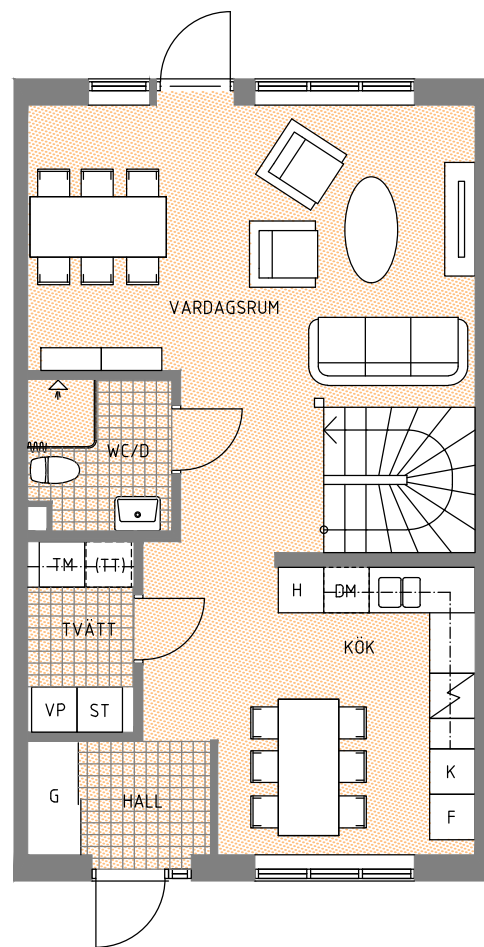 VARDAGSRUM
WC/D
TM (TT)
H DM
TVÄTT
KÖK
VP ST
K
G HALL
F